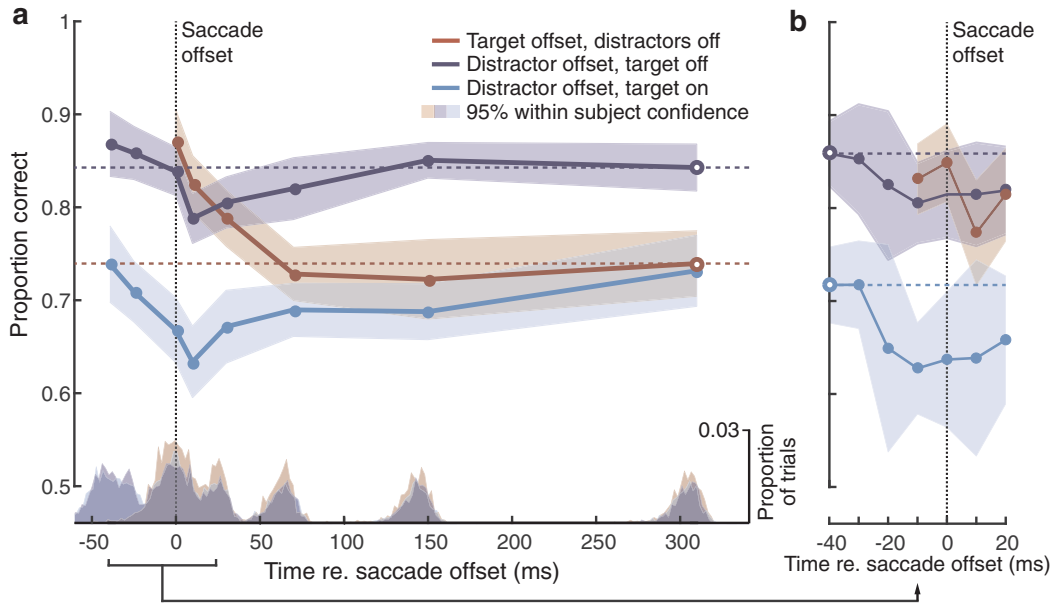 a
b
Saccade
offset
Saccade
offset
Target offset, distractors off
Distractor offset, target off
Distractor offset, target on
95% within subject confidence
Proportion correct
1
0.9
0.8
0.7
0.6
0.5
0.03
Proportion
of trials
-50 0 50 100 150 200 250 300
Time re. saccade offset (ms)
-40 -20 0 20
Time re. saccade offset (ms)